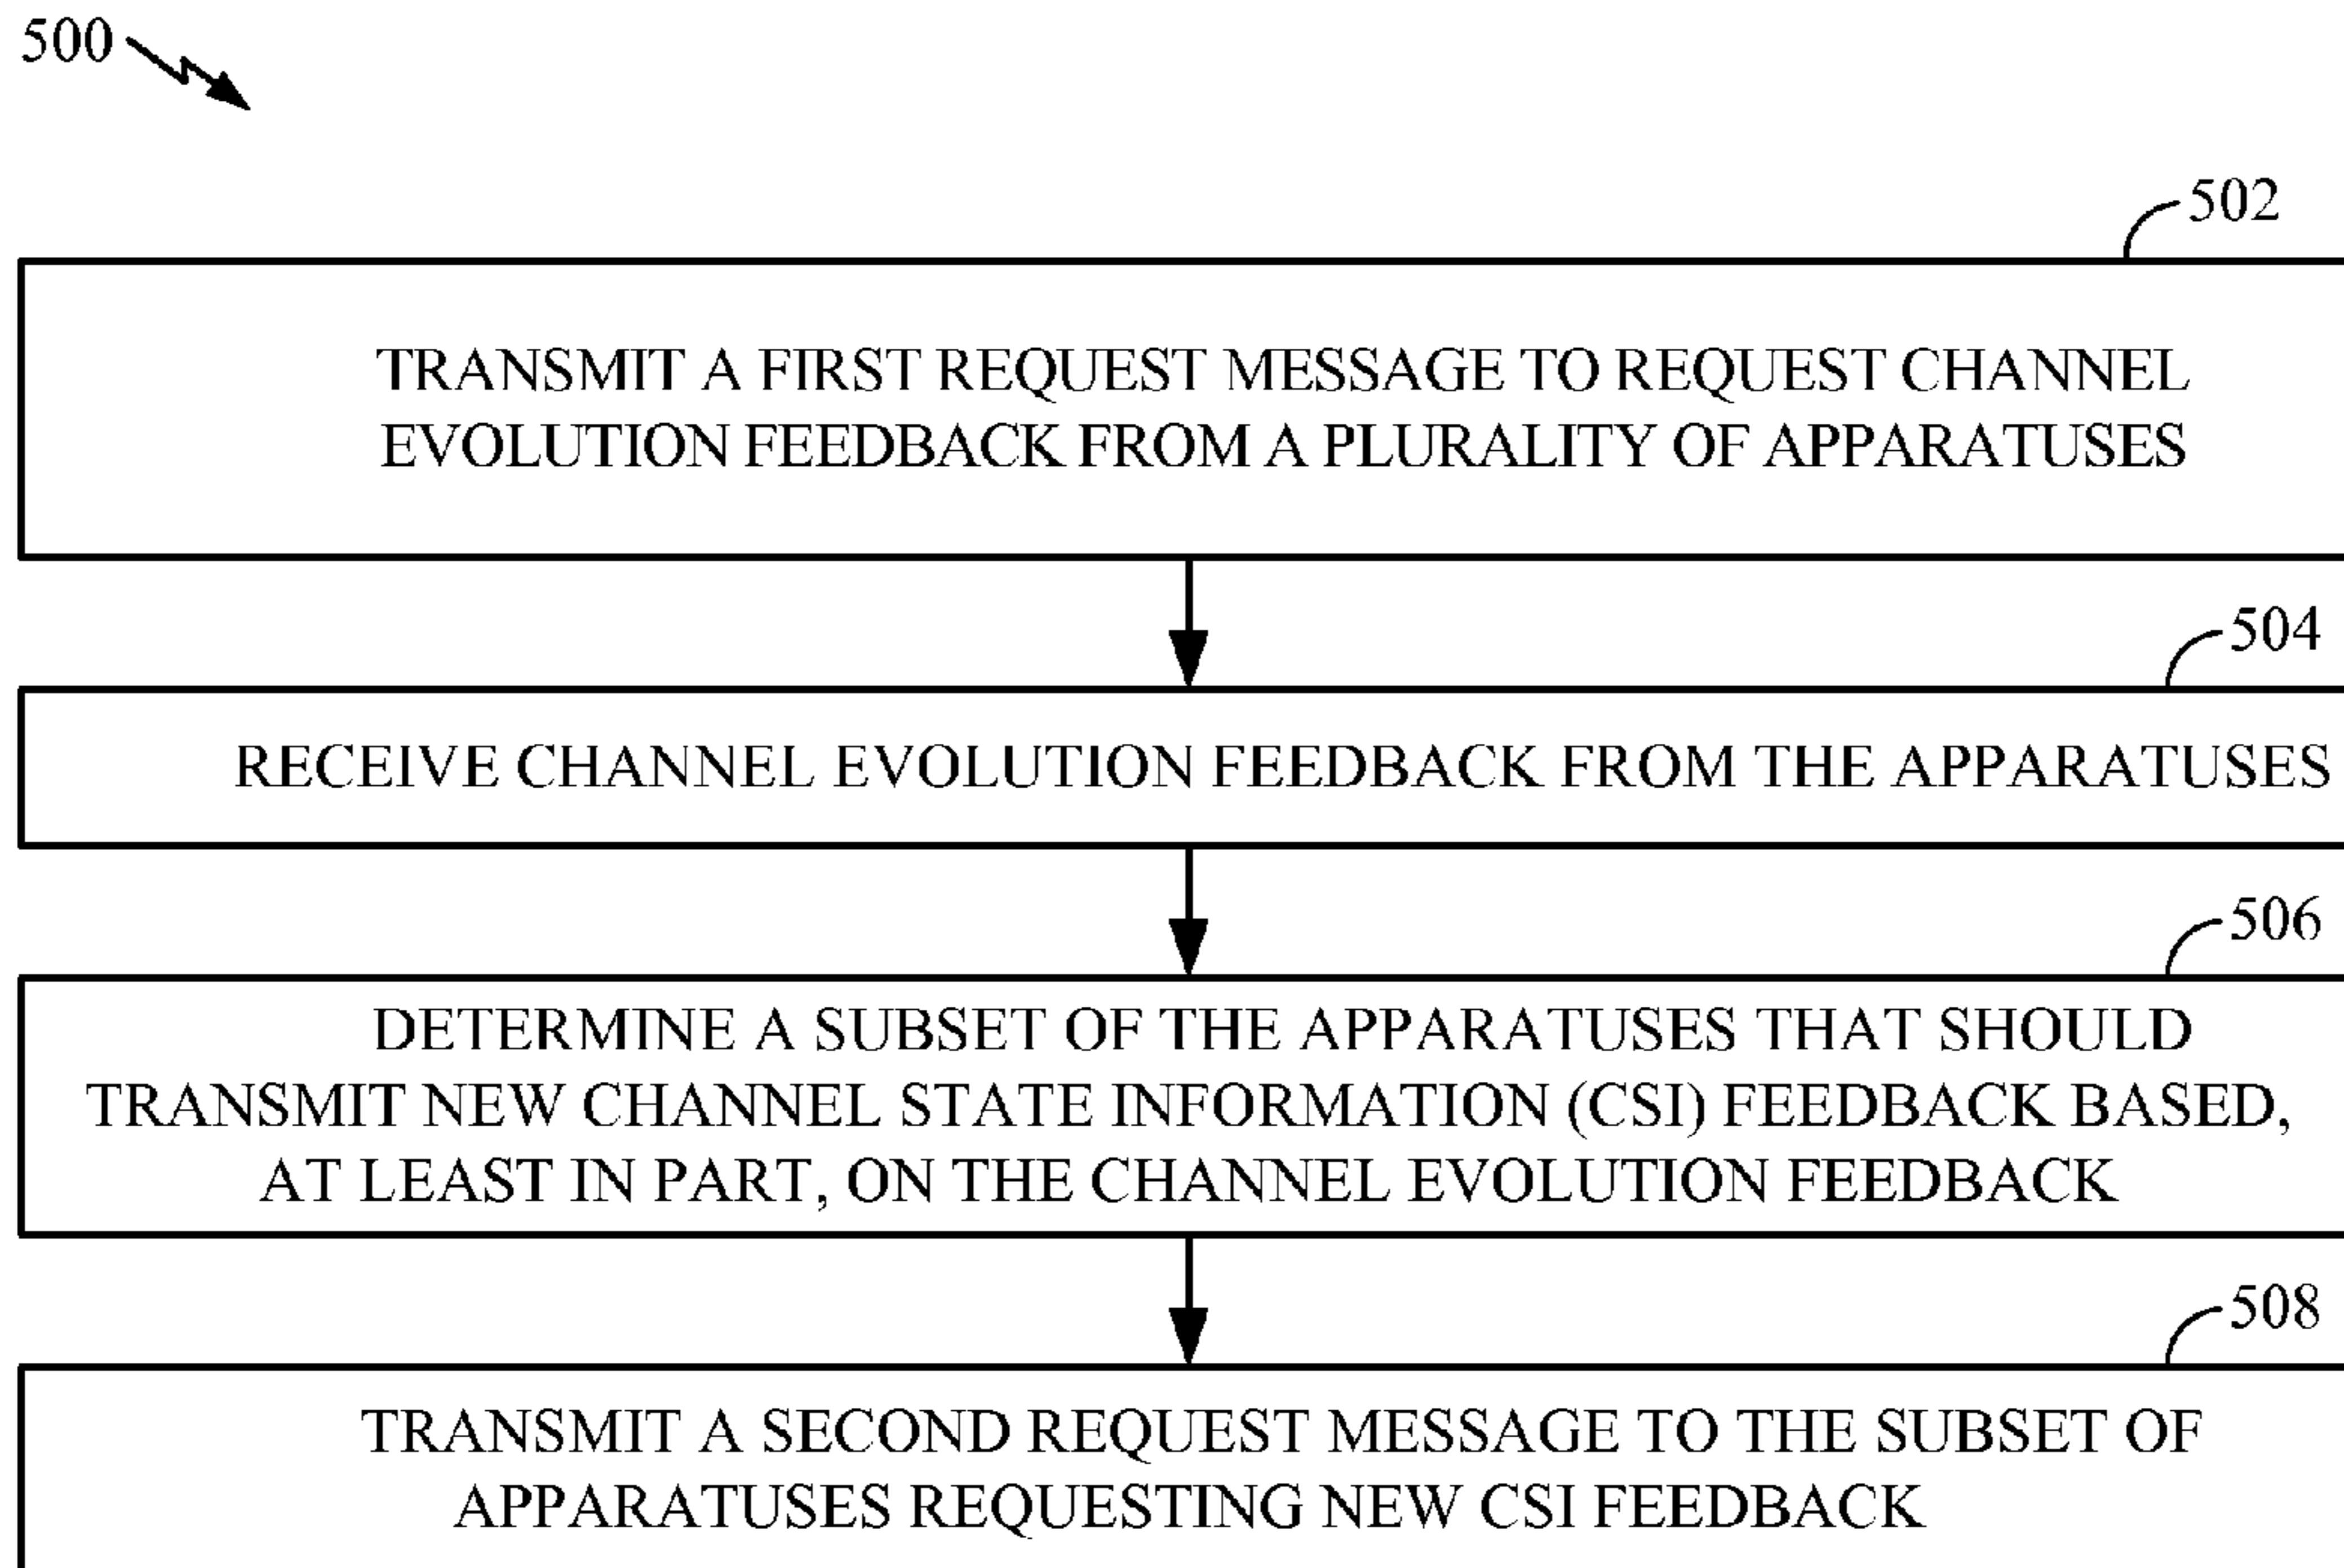 500
502
TRANSMIT A FIRST REQUEST MESSAGE TO REQUEST CHANNEL
EVOLUTION FEEDBACK FROM A PLURALITY OF APPARATUSES
504
RECEIVE CHANNEL EVOLUTION FEEDBACK FROM THE APPARATUSES
506
DETERMINE A SUBSET OF THE APPARATUSES THAT SHOULD
TRANSMIT NEW CHANNEL STATE INFORMATION (CSI) FEEDBACK BASED,
AT LEAST IN PART, ON THE CHANNEL EVOLUTION FEEDBACK
508
TRANSMIT A SECOND REQUEST MESSAGE TO THE SUBSET OF
APPARATUSES REQUESTING NEW CSI FEEDBACK